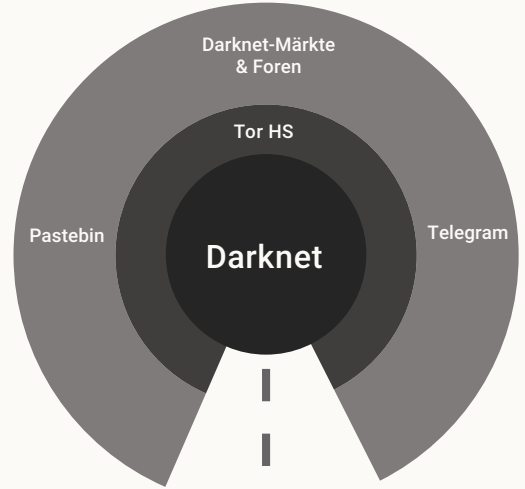 Darknet-Märkte
& Foren
Tor HS
Pastebin
Telegram
Darknet